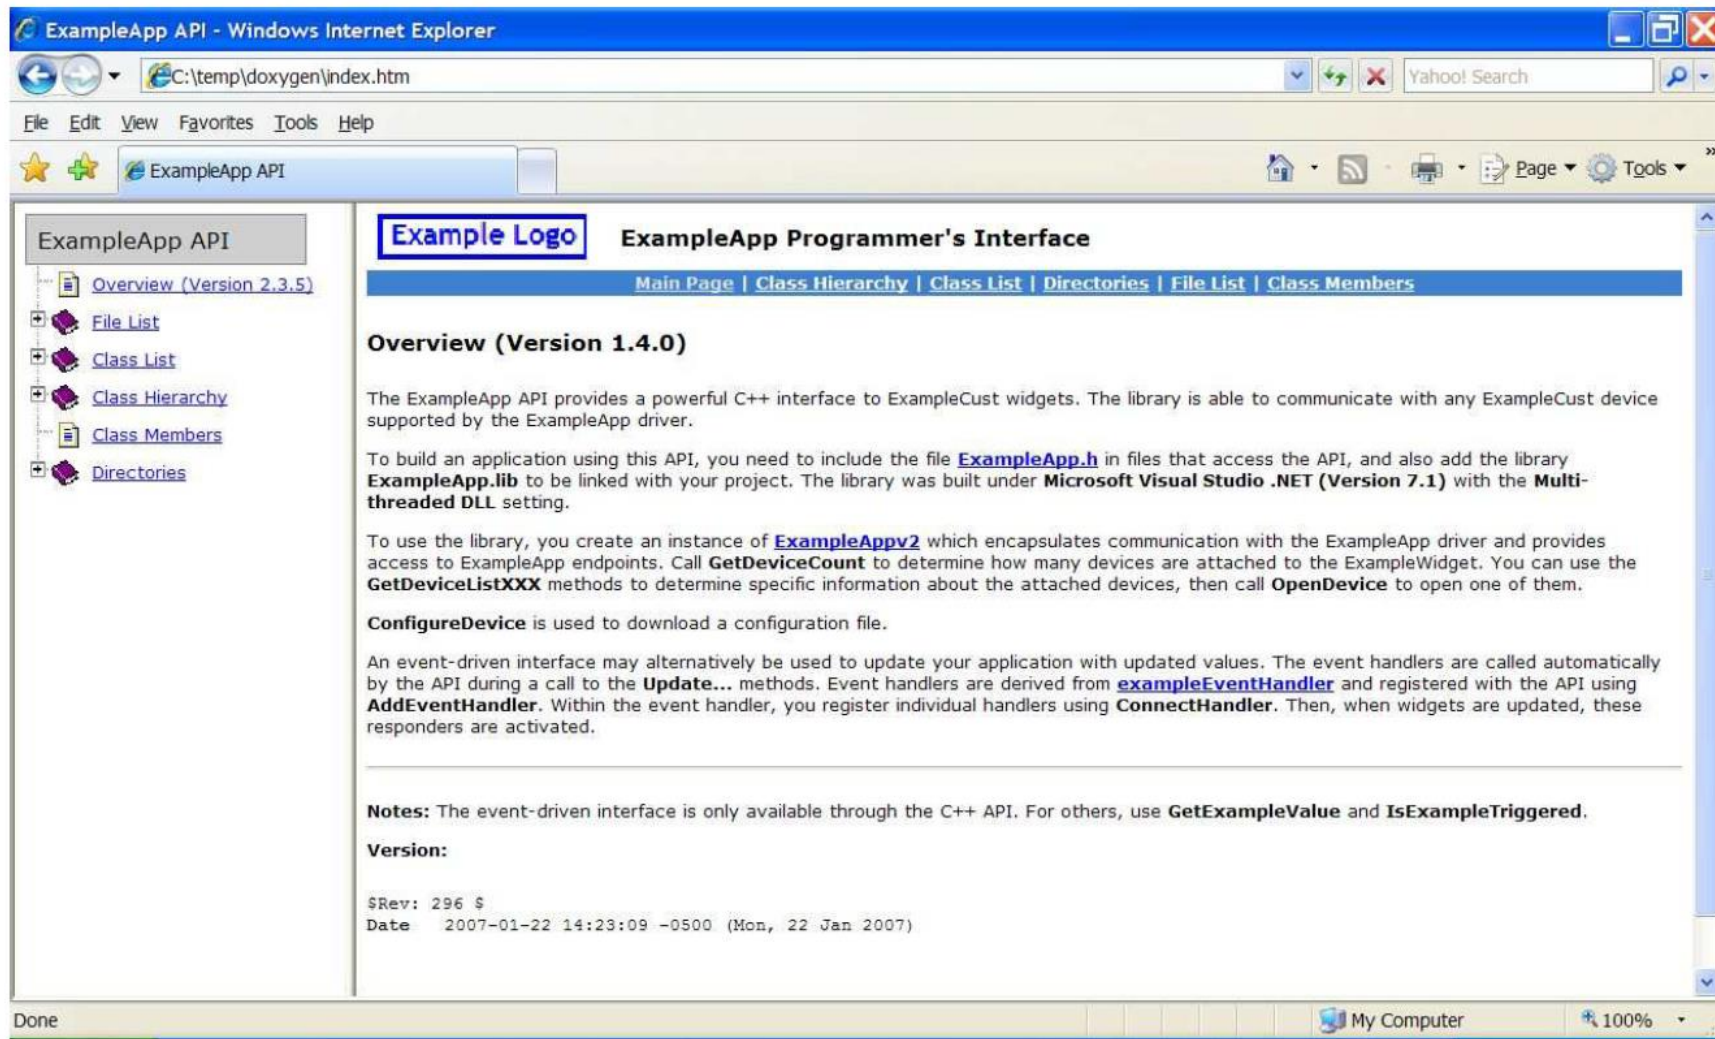 ExampleApp API - Windows Internet Explorer
C:\temp\doxygen\index.htm
Yahoo! Search
File Edit View Favorites Tools Help
ExampleApp API
Page Tools
ExampleApp API
Overview (Version 2.3.5)
File List
Class List
Class Hierarchy
Class Members
Directories
Example Logo
ExampleApp Programmer's Interface
Main Page | Class Hierarchy | Class List | Directories | File List | Class Members
Overview (Version 1.4.0)
The ExampleApp API provides a powerful C++ interface to ExampleCust widgets. The library is able to communicate with any ExampleCust device
supported by the ExampleApp driver.
To build an application using this API, you need to include the file ExampleApp.h in files that access the API, and also add the library
ExampleApp.lib to be linked with your project. The library was built under Microsoft Visual Studio .NET (Version 7.1) with the Multi-
threaded DLL setting.
To use the library, you create an instance of ExampleAppv2 which encapsulates communication with the ExampleApp driver and provides
access to ExampleApp endpoints. Call GetDeviceCount to determine how many devices are attached to the ExampleWidget. You can use the
GetDeviceListXXX methods to determine specific information about the attached devices, then call OpenDevice to open one of them.
ConfigureDevice is used to download a configuration file.
An event-driven interface may alternatively be used to update your application with updated values. The event handlers are called automatically
by the API during a call to the Update... methods. Event handlers are derived from exampleEventHandler and registered with the API using
AddEventHandler. Within the event handler, you register individual handlers using ConnectHandler. Then, when widgets are updated, these
responders are activated.
Notes: The event-driven interface is only available through the C++ API. For others, use GetExampleValue and IsExampleTriggered.
Version:
$Rev: 296 $
Date 2007-01-22 14:23:09 -0500 (Mon, 22 Jan 2007)
Done
My Computer
100%